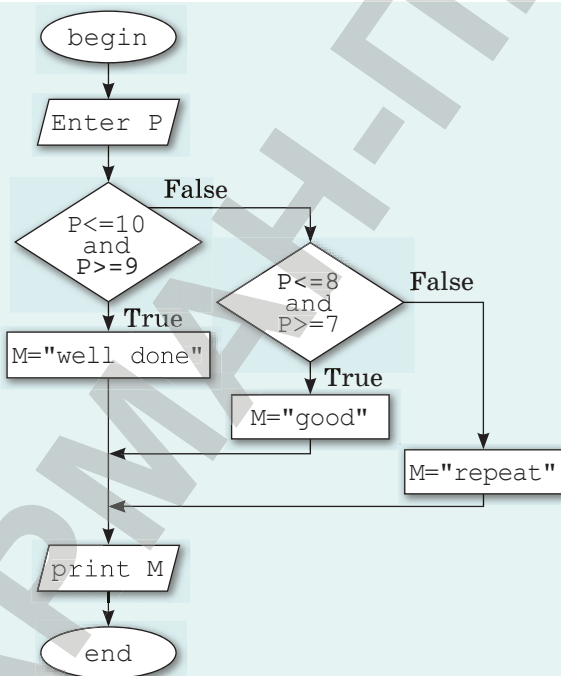 begin
Enter P
False
P<=10
and
P>=9
P<=8
and
P>=7
False
True
M="well done"
True
M="good"
M="repeat"
print M
end